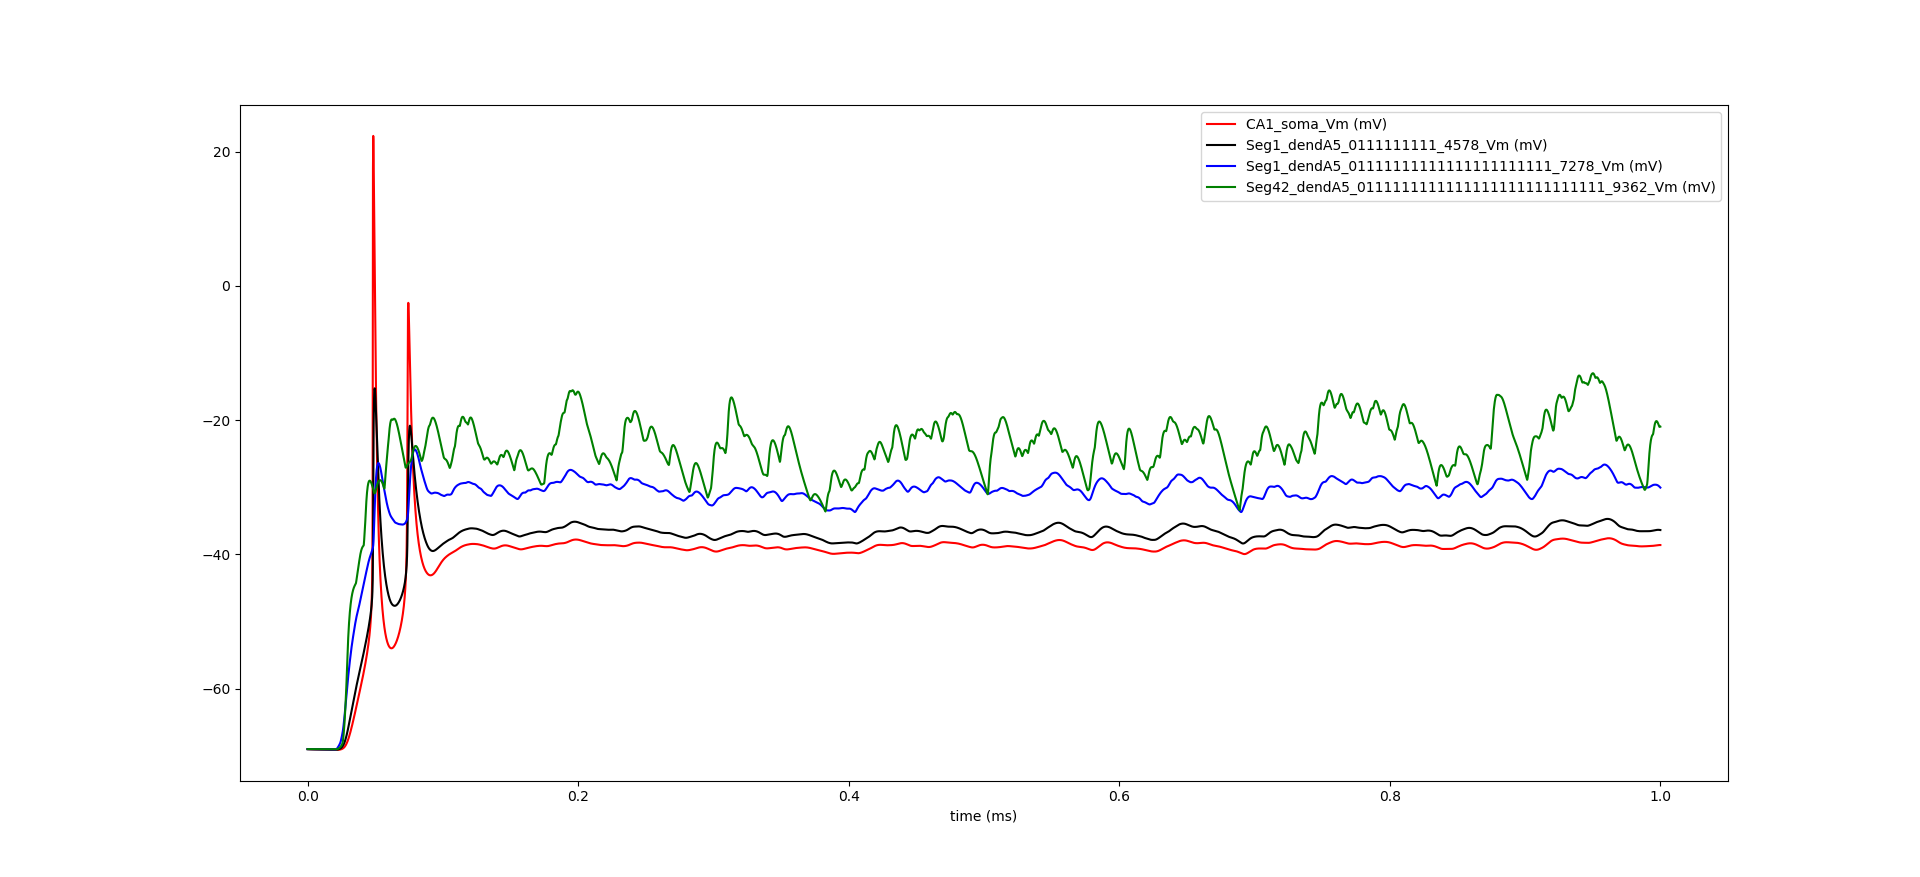 20
0
−20
−40
−60
0.0 0.2 0.4 0.6 0.8 1.0
time (ms)
CA1_soma_Vm (mV)
Seg1_dendA5_0111111111_4578_Vm (mV)
Seg1_dendA5_01111111111111111111111_7278_Vm (mV)
Seg42_dendA5_0111111111111111111111111111_9362_Vm (mV)